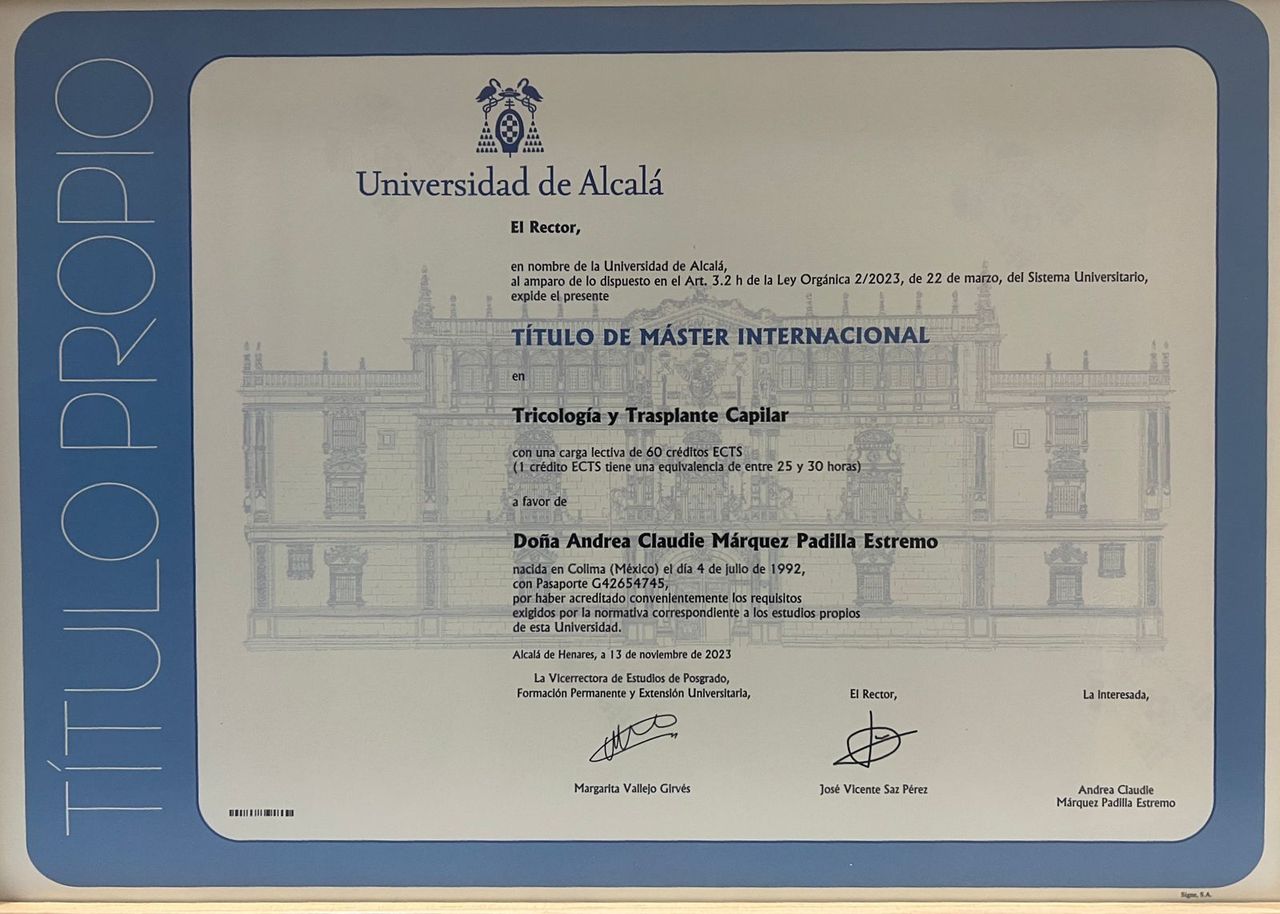 TÍTULO PROPIO
Universidad de Alcalá
El Rector,
en nombre de la Universidad de Alcalá,
al amparo de lo dispuesto en el Art. 3.2 h de la Ley Orgánica 2/2023, de 22 de marzo, del Sistema Universitario,
expide el presente
TÍTULO DE MÁSTER INTERNACIONAL
en
Tricología y Trasplante Capilar
con una carga lectiva de 60 créditos ECTS
(1 crédito ECTS tiene una equivalencia de entre 25 y 30 horas)
a favor de
Doña Andrea Claudie Márquez Padilla Estremo
nacida en Colima (México) el día 4 de julio de 1992,
con Pasaporte G42654745,
por haber acreditado convenientemente los requisitos
exigidos por la normativa correspondiente a los estudios propios
de esta Universidad.
Alcalá de Henares, a 13 de noviembre de 2023
La Vicerrectora de Estudios de Posgrado,
Formación Permanente y Extensión Universitaria,
El Rector,
La Interesada,
Margarita Vallejo Girvés
José Vicente Saz Pérez
Andrea Claudie
Márquez Padilla Estremo
Signe, S.A.